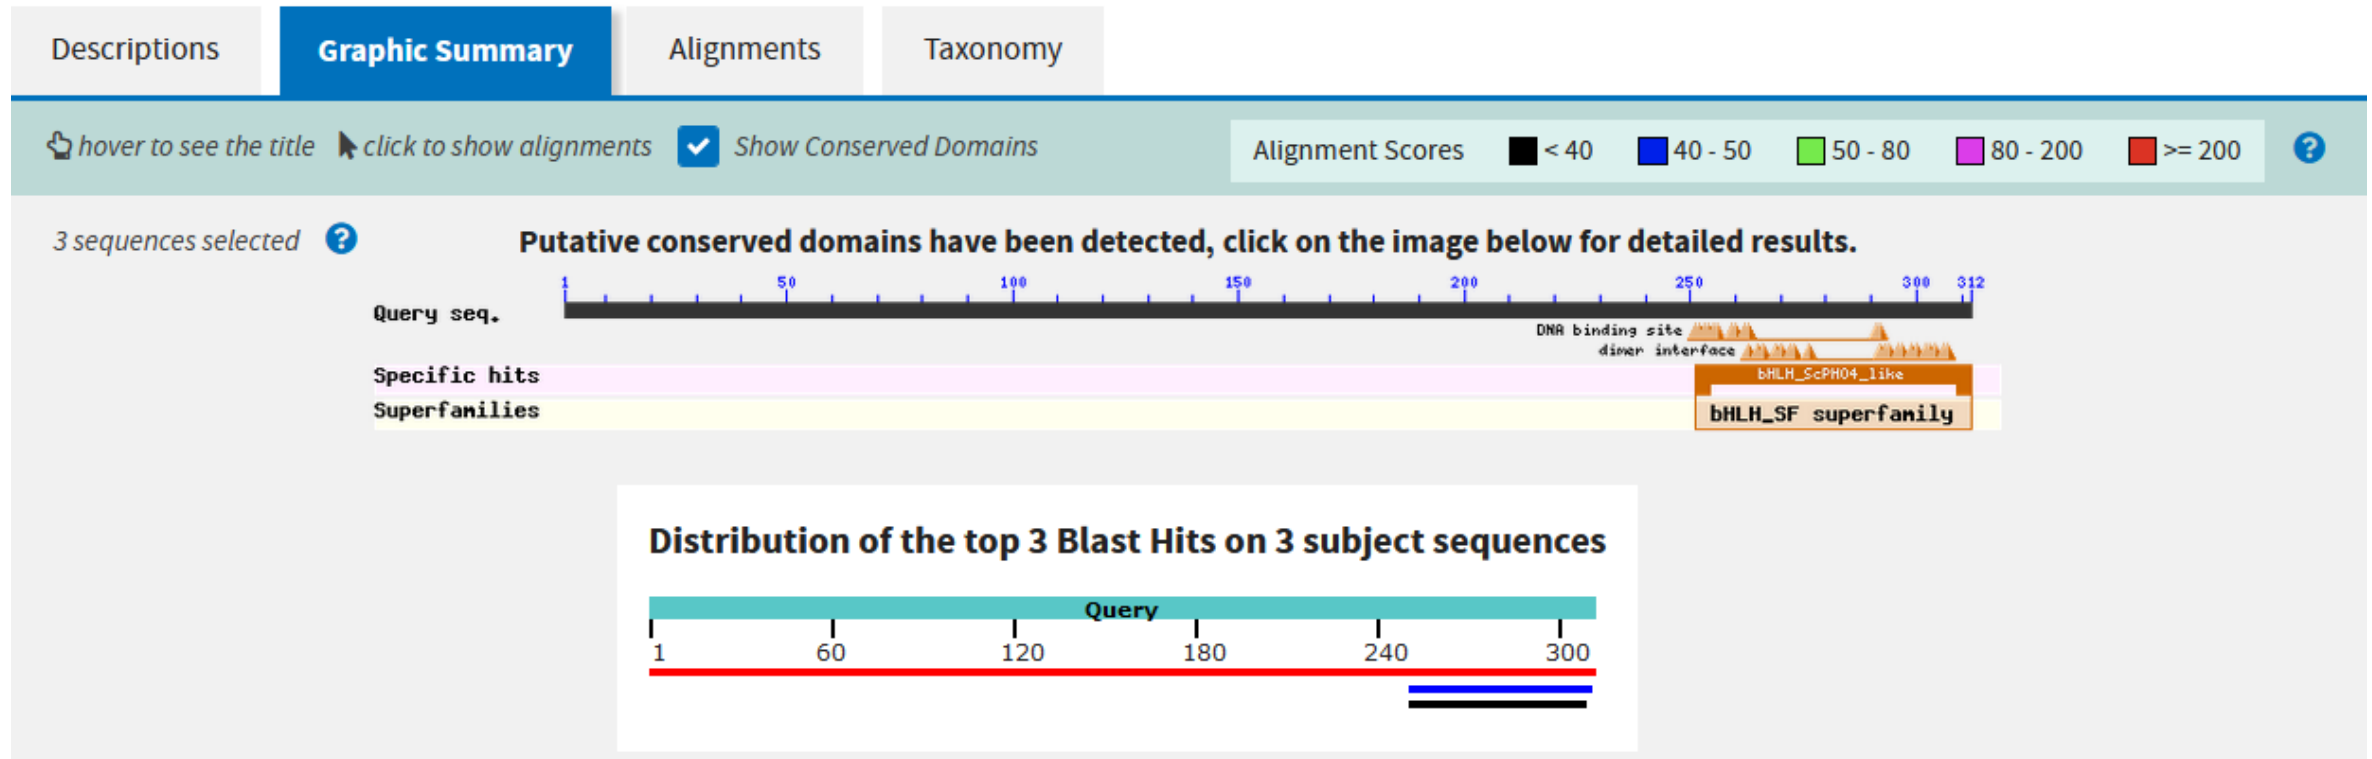 Descriptions Graphic Summary Alignments Taxonomy
hover to see the title click to show alignments Show Conserved Domains Alignment Scores < 40 40 - 50 50 - 80 80 - 200 >= 200 ?
3 sequences selected ? Putative conserved domains have been detected, click on the image below for detailed results.
1 50 100 150 200 250 300 312
Query seq.
DNA binding site
dimer interface
Specific hits bHLH_ScPHO4_like
Superfamilies bHLH_SF superfamily
Distribution of the top 3 Blast Hits on 3 subject sequences
Query
1 60 120 180 240 300